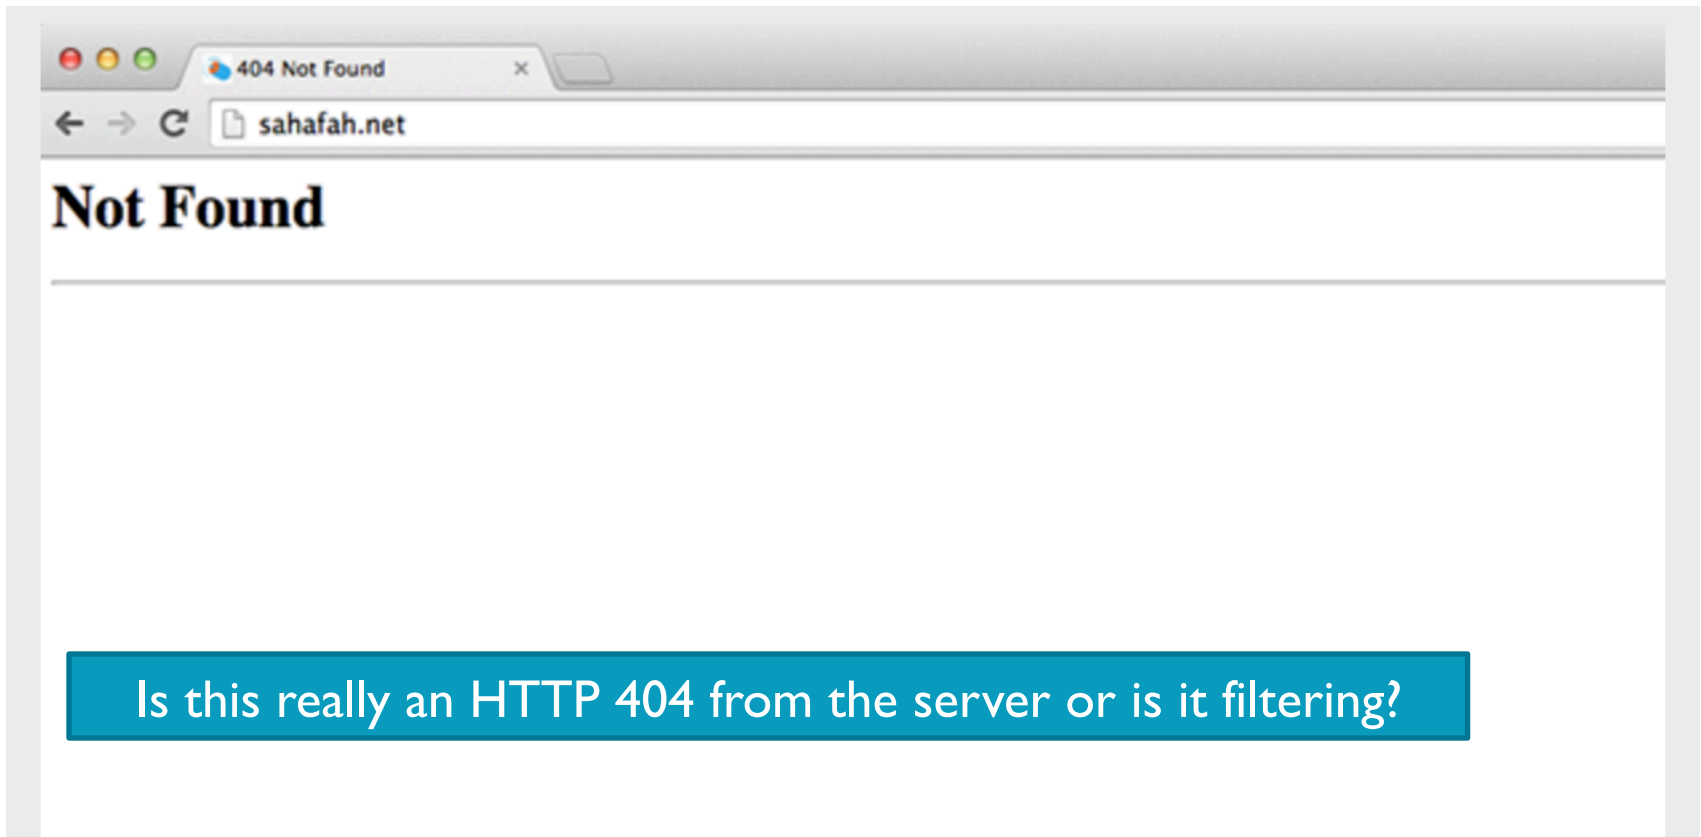 404 Not Found
sahafah.net
Not Found
Is this really an HTTP 404 from the server or is it filtering?